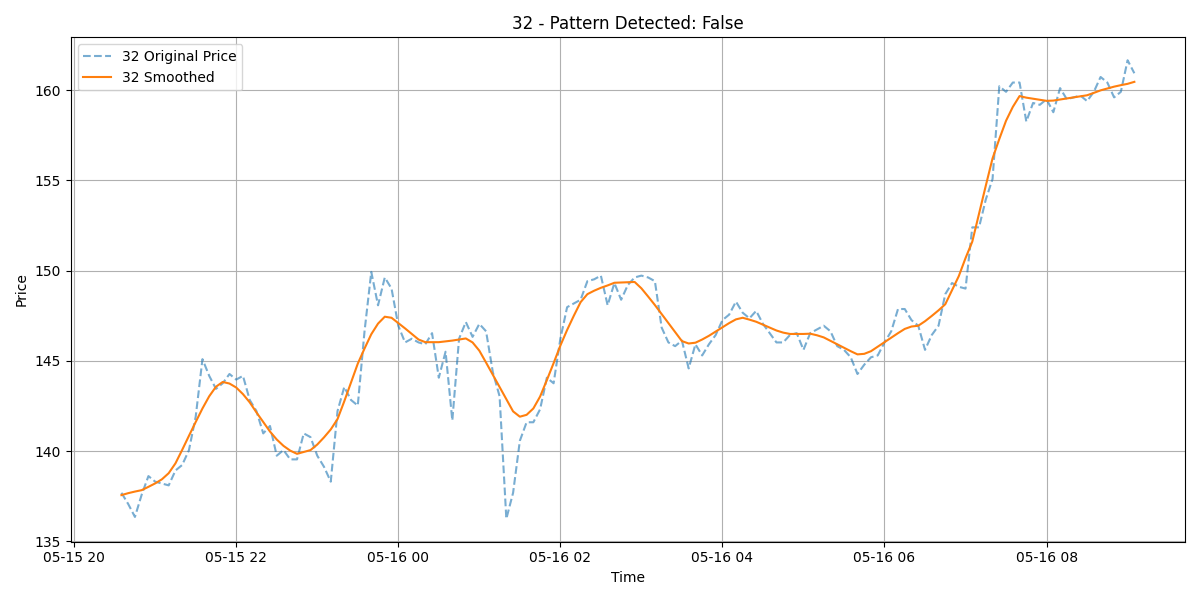 32 - Pattern Detected: False
32 Original Price
32 Smoothed
Price
160
155
150
145
140
135
05-15 20 05-15 22 05-16 00 05-16 02 05-16 04 05-16 06 05-16 08
Time